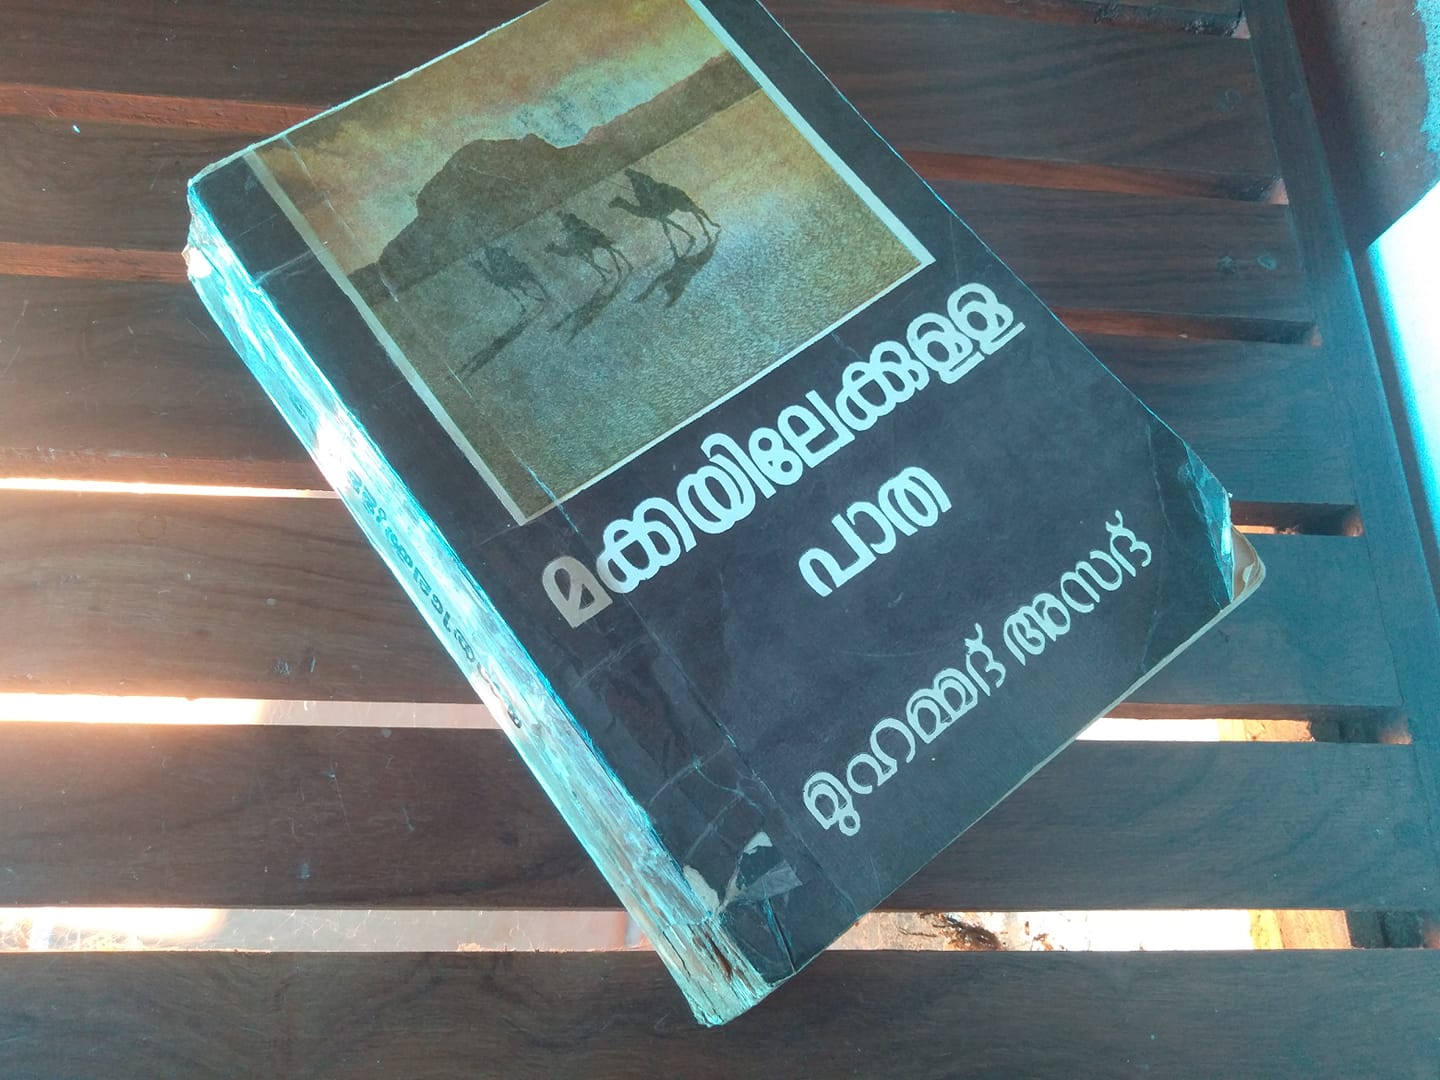 മക്കയിലേക്കുള്ള
പാത
മുഹമ്മദ് അസദ്